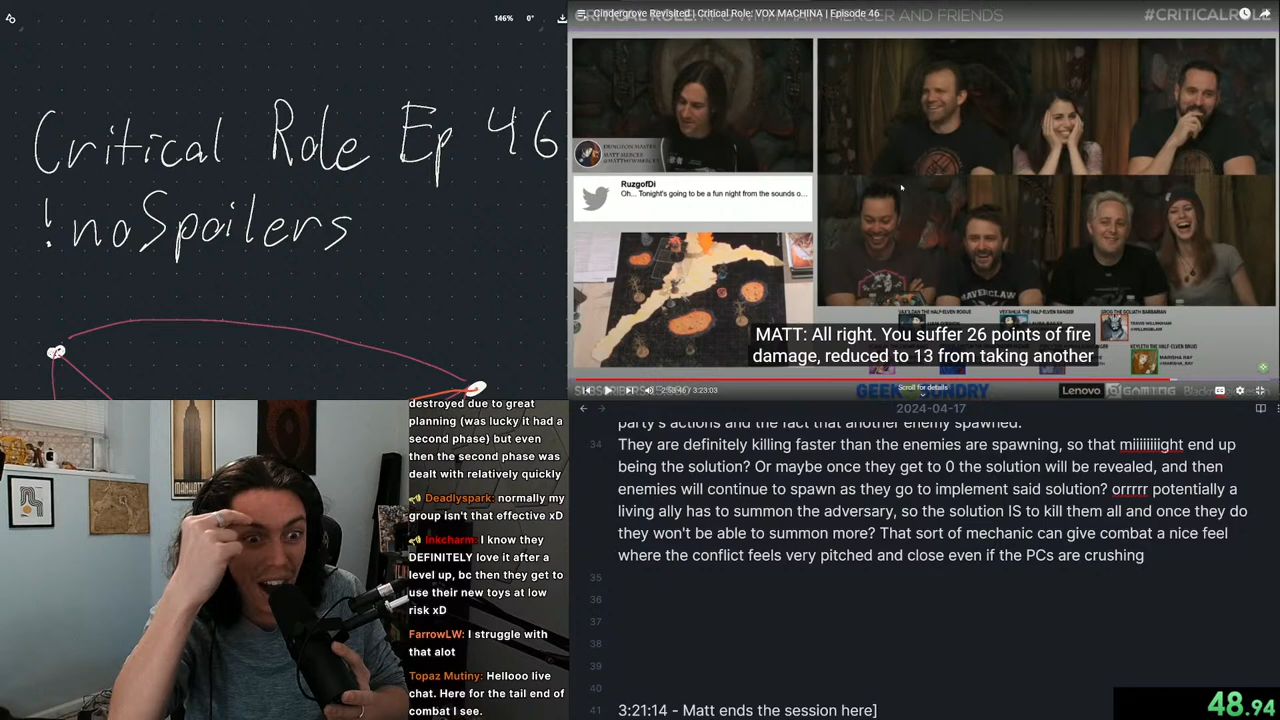 146%
0°
Critical Role Ep 46
!noSpoilers
Cindergrove Revisited | Critical Role: VOX MACHINA | Episode 46
#CRITICALROLE
RuzgofDi
Oh... Tonight's going to be a fun night from the sounds o...
MATT: All right. You suffer 26 points of fire
damage, reduced to 13 from taking another
Scroll for details
GEEK & SUNDRY
Lenovo
GAMING
destroyed due to great
planning (was lucky it had a
second phase) but even
then the second phase was
dealt with relatively quickly
Deadlyspark: normally my
group isn't that effective xD
Inkcharm: I know they
DEFINITELY love it after a
level up, bc then they get to
use their new toys at low
risk xD
FarrowLW: I struggle with
that alot
Topaz Mutiny: Hellooo live
chat. Here for the tail end of
combat I see.
2024-04-17
party's actions and the fact that another enemy spawned.
34 They are definitely killing faster than the enemies are spawning, so that miiiiiiiight end up
being the solution? Or maybe once they get to 0 the solution will be revealed, and then
enemies will continue to spawn as they go to implement said solution? orrrrr potentially a
living ally has to summon the adversary, so the solution IS to kill them all and once they do
they won't be able to summon more? That sort of mechanic can give combat a nice feel
where the conflict feels very pitched and close even if the PCs are crushing
35
36
37
38
39
40
41 3:21:14 - Matt ends the session here]
48.94